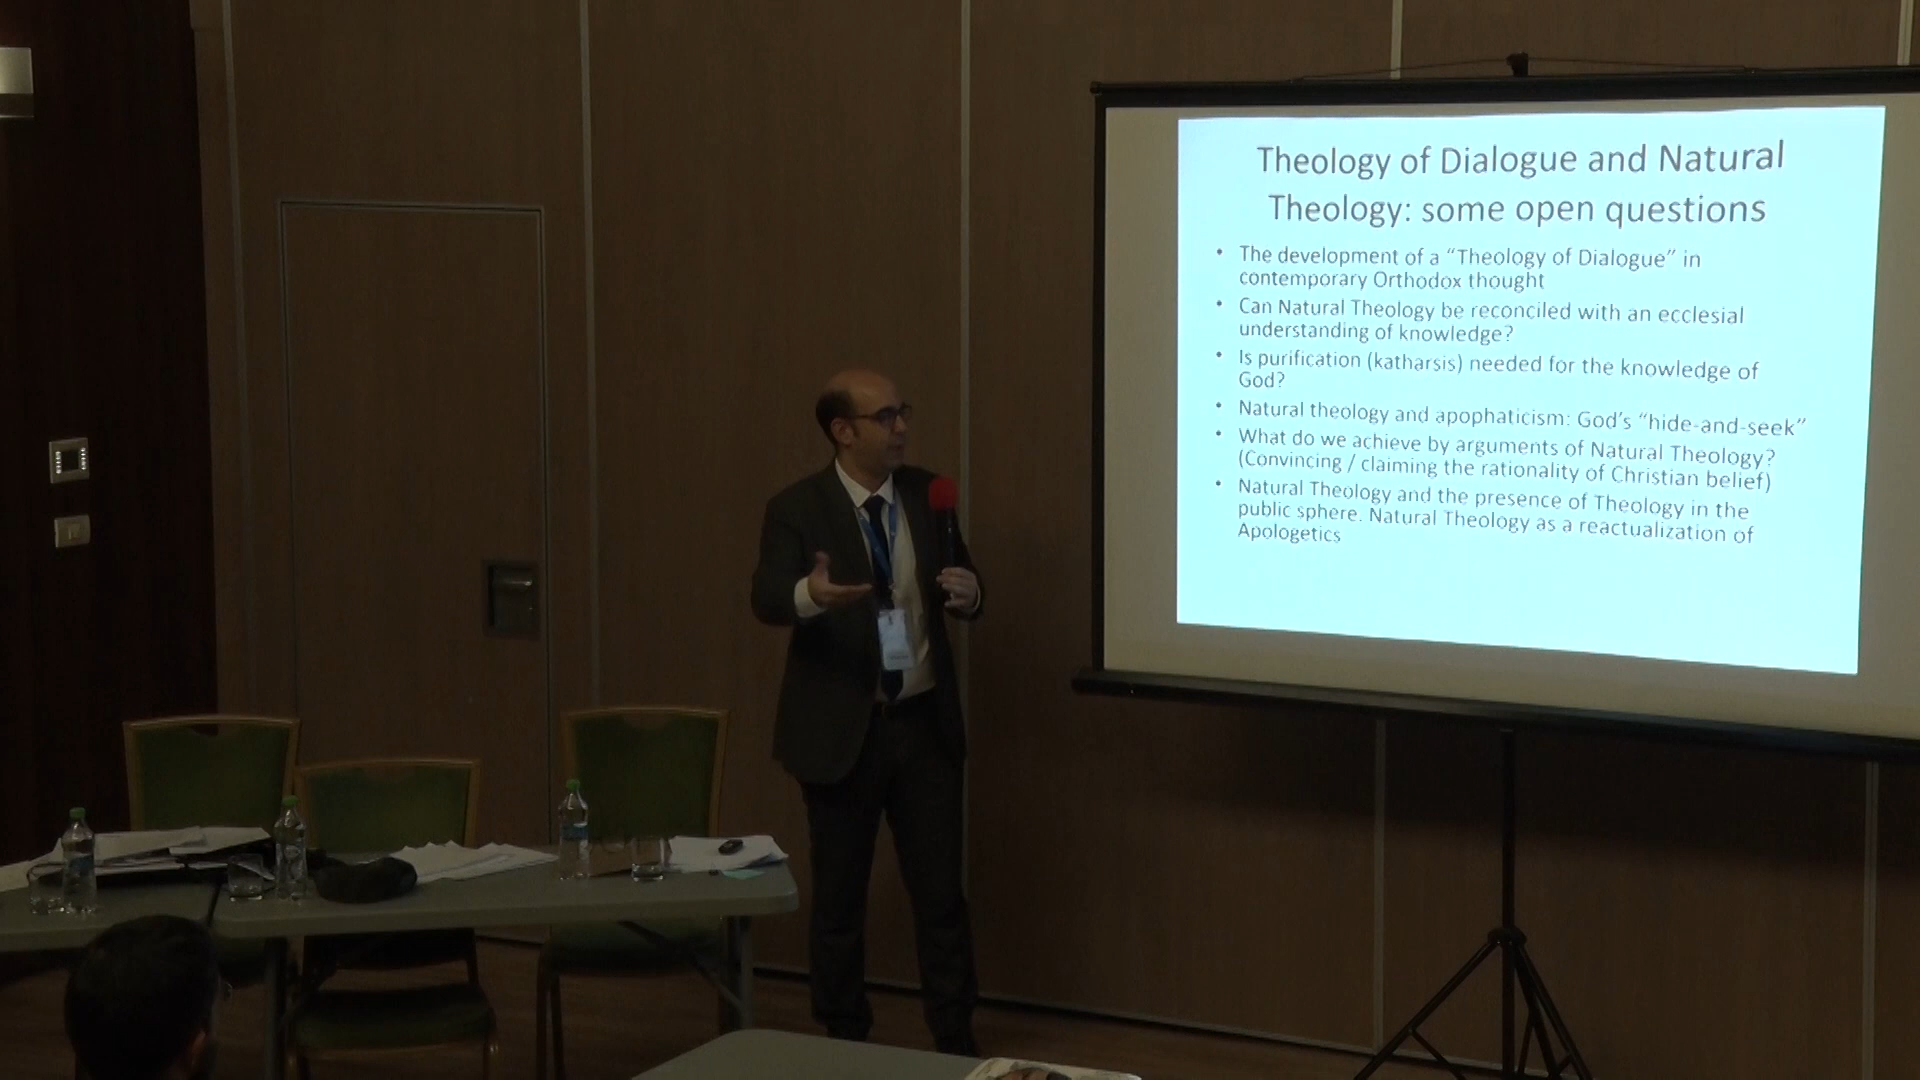 Theology of Dialogue and Natural
Theology: some open questions
• The development of a “Theology of Dialogue” in
contemporary Orthodox thought
• Can Natural Theology be reconciled with an ecclesial
understanding of knowledge?
• Is purification (katharsis) needed for the knowledge of
God?
• Natural theology and apophaticism: God’s “hide-and-seek”
• What do we achieve by arguments of Natural Theology?
(Convincing / claiming the rationality of Christian belief)
• Natural Theology and the presence of Theology in the
public sphere. Natural Theology as a reactualization of
Apologetics